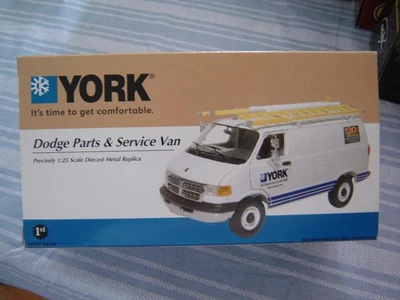 YORK®
It's time to get comfortable.
Dodge Parts & Service Van
Precisely 1:25 Scale Diecast Metal Replica
YORK
1st